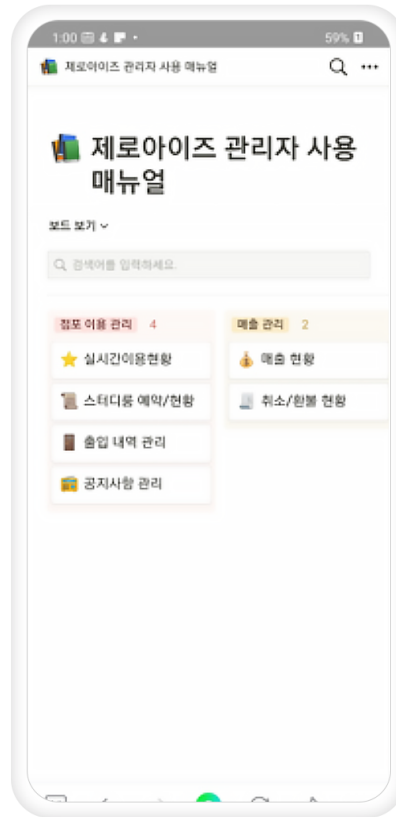 1:00
59%
제로아이즈 관리자 사용 매뉴얼
제로아이즈 관리자 사용
매뉴얼
보드 보기
검색어를 입력하세요.
점포 이용 관리 4
매출 관리 2
실시간이용현황
매출 현황
스터디룸 예약/현황
취소/환불 현황
출입 내역 관리
공지사항 관리